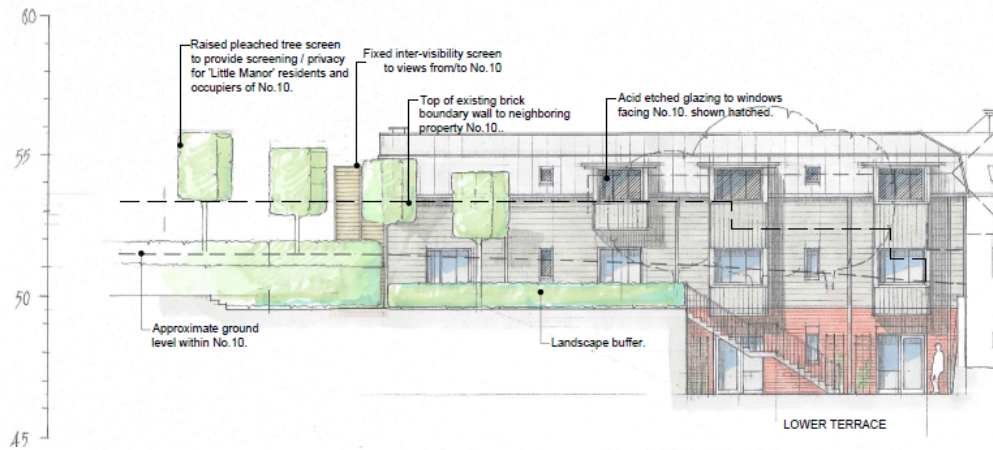 60
Raised pleached tree screen
to provide screening / privacy
for 'Little Manor' residents and
occupiers of No.10.
Fixed inter-visibility screen
to views from/to No.10
Top of existing brick
boundary wall to neighboring
property No.10..
Acid etched glazing to windows
facing No.10. shown hatched.
55
50
Approximate ground
level within No.10.
Landscape buffer.
LOWER TERRACE
45